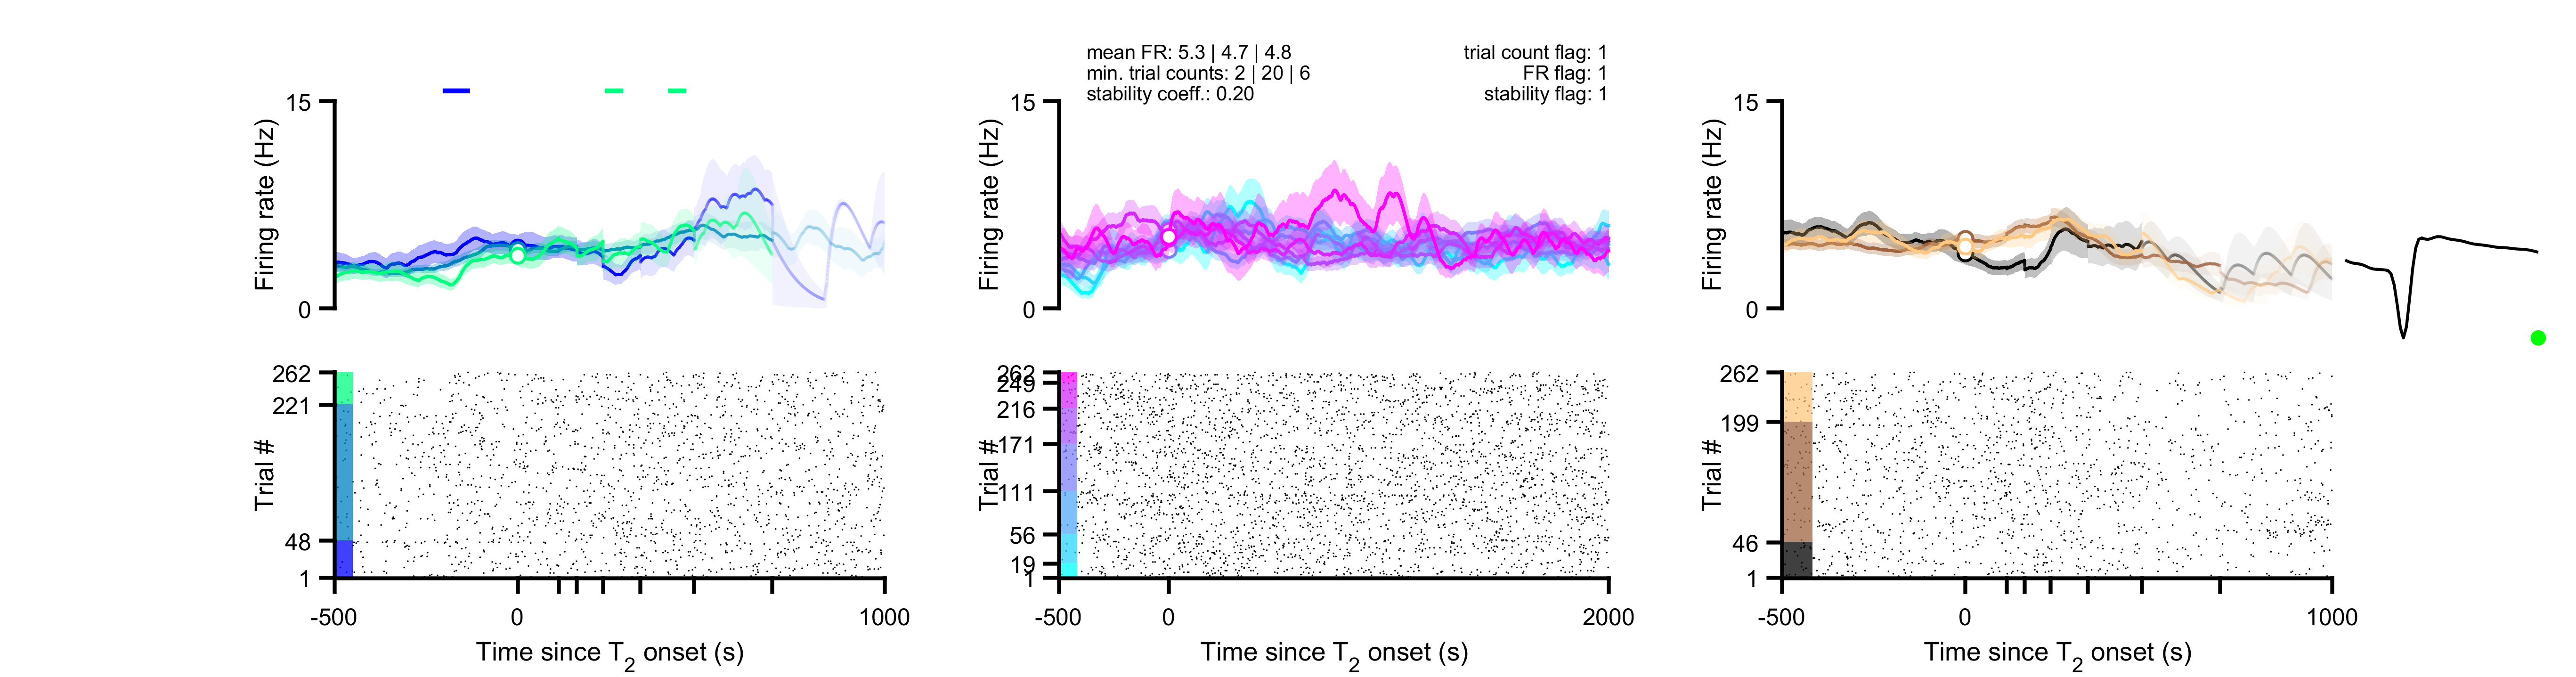 mean FR: 5.3 | 4.7 | 4.8
min. trial counts: 2 | 20 | 6
stability coeff.: 0.20
trial count flag: 1
FR flag: 1
stability flag: 1
15
0
Firing rate (Hz)
262
221
48
1
Trial #
-500
0
1000
Time since T2 onset (s)
15
0
Firing rate (Hz)
262
249
216
171
111
56
19
1
Trial #
-500
0
2000
Time since T2 onset (s)
15
0
Firing rate (Hz)
262
199
46
1
Trial #
-500
0
1000
Time since T2 onset (s)